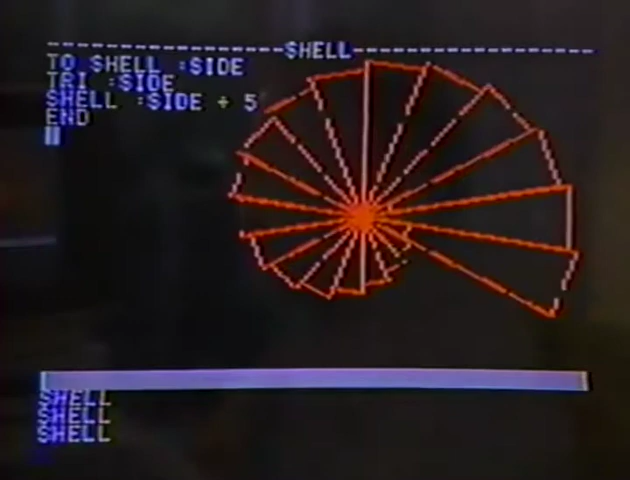 SHELL
TO SHELL :SIDE
TRI :SIDE
SHELL :SIDE + 5
END
SHELL
SHELL
SHELL